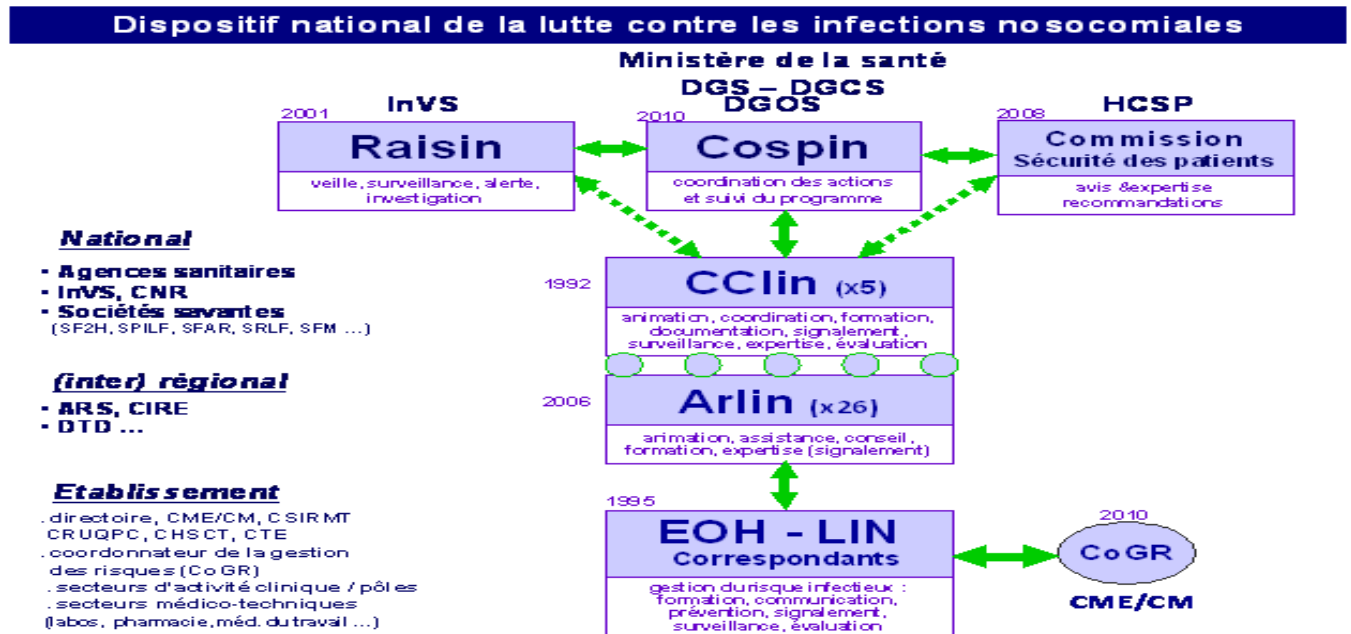 Dispositif national de la lutte contre les infections nosocomiales
Ministère de la santé
DGS – DGCS
DGOS
InVS
HCSP
2001
2010
2008
Raisin
veille, surveillance, alerte,
investigation
Cospin
coordination des actions
et suivi du programme
Commission
Sécurité des patients
avis &expertise
recommandations
National
- Agences sanitaires
- InVS, CNR
- Sociétés savantes
(SF2H, SPILF, SFAR, SRLF, SFM ...)
1992
CClin (x5)
animation, coordination, formation,
documentation, signalement,
surveillance, expertise, évaluation
(inter) régional
- ARS, CIRE
- DTD ...
2006
Arlin (x26)
animation, assistance, conseil,
formation, expertise (signalement)
Etablissement
. directoire, CME/CM, CSIRMT
CRUQPC, CHSCT, CTE
. coordonnateur de la gestion
des risques (CoGR)
. secteurs d'activité clinique / pôles
. secteurs médico-techniques
(labos, pharmacie, méd. du travail ...)
1995
EOH - LIN
Correspondants
gestion du risque infectieux :
formation, communication,
prévention, signalement,
surveillance, évaluation
2010
CoGR
CME/CM